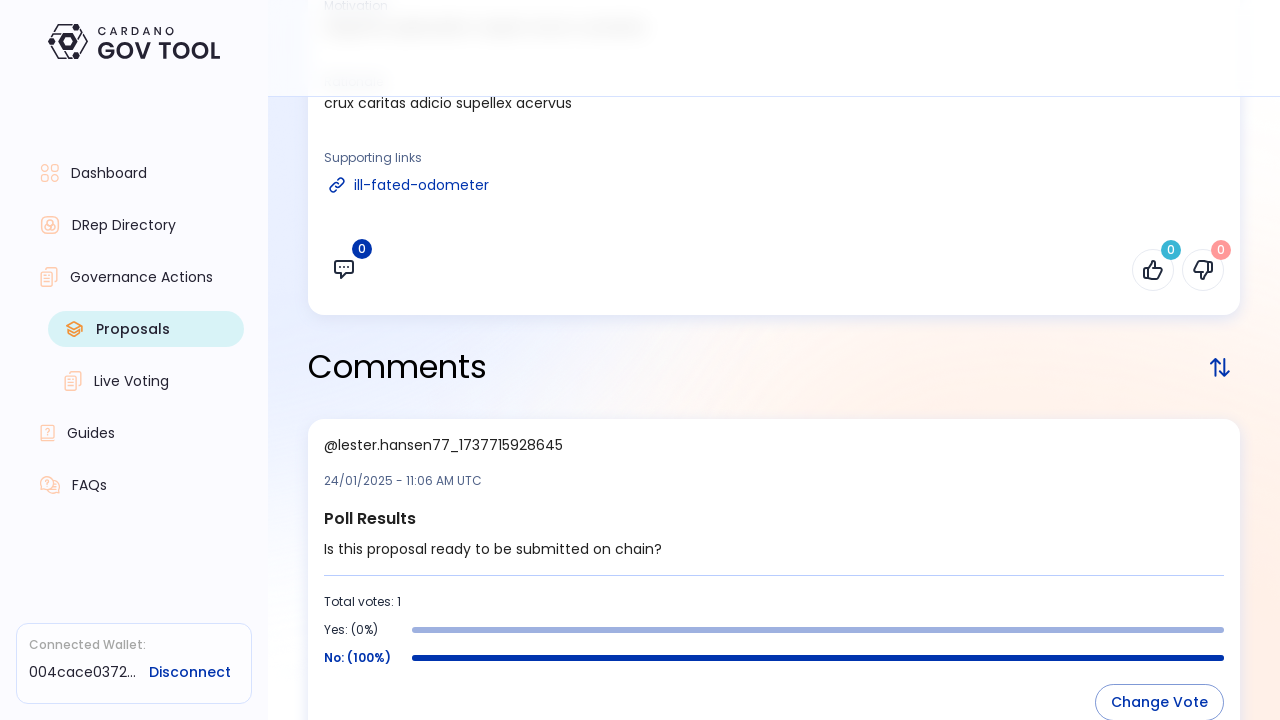 CARDANO
GOV TOOL
Dashboard
DRep Directory
Governance Actions
Proposals
Live Voting
Guides
FAQs
Connected Wallet:
004cace0372...
Disconnect
Motivation
crux caritas adicio supellex acervus
Supporting links
ill-fated-odometer
0
0
0
Comments
@lester.hansen77_1737715928645
24/01/2025 - 11:06 AM UTC
Poll Results
Is this proposal ready to be submitted on chain?
Total votes: 1
Yes: (0%)
No: (100%)
Change Vote